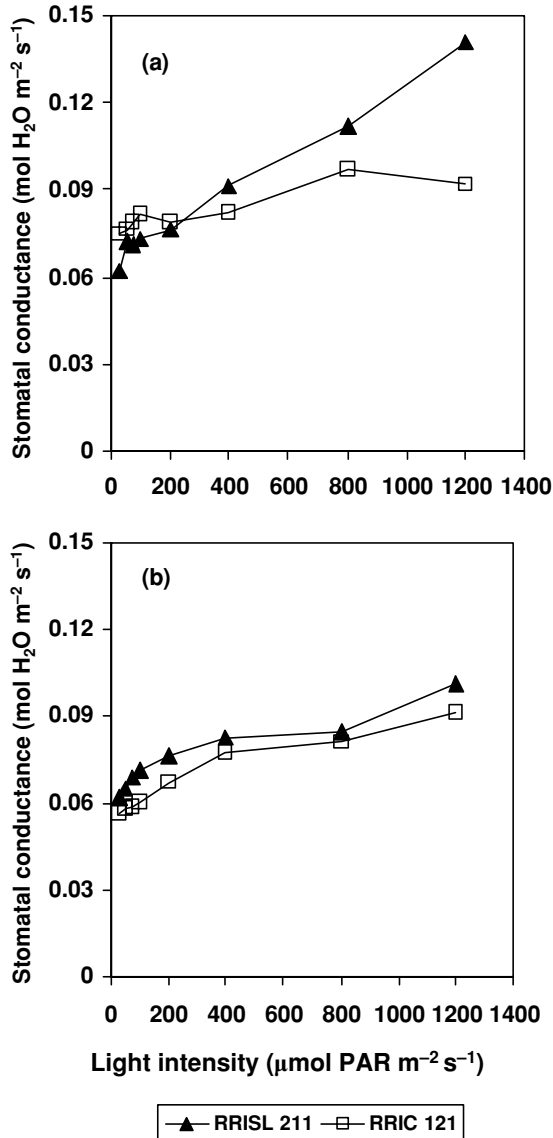 0.15
(a)
0.12
0.09
0.06
0.03
0
Stomatal conductance (mol H₂O m⁻² s⁻¹)
0 200 400 600 800 1000 1200 1400
0.15
(b)
0.12
0.09
0.06
0.03
0
Stomatal conductance (mol H₂O m⁻² s⁻¹)
0 200 400 600 800 1000 1200 1400
Light intensity (μmol PAR m⁻² s⁻¹)
RRISL 211 RRIC 121